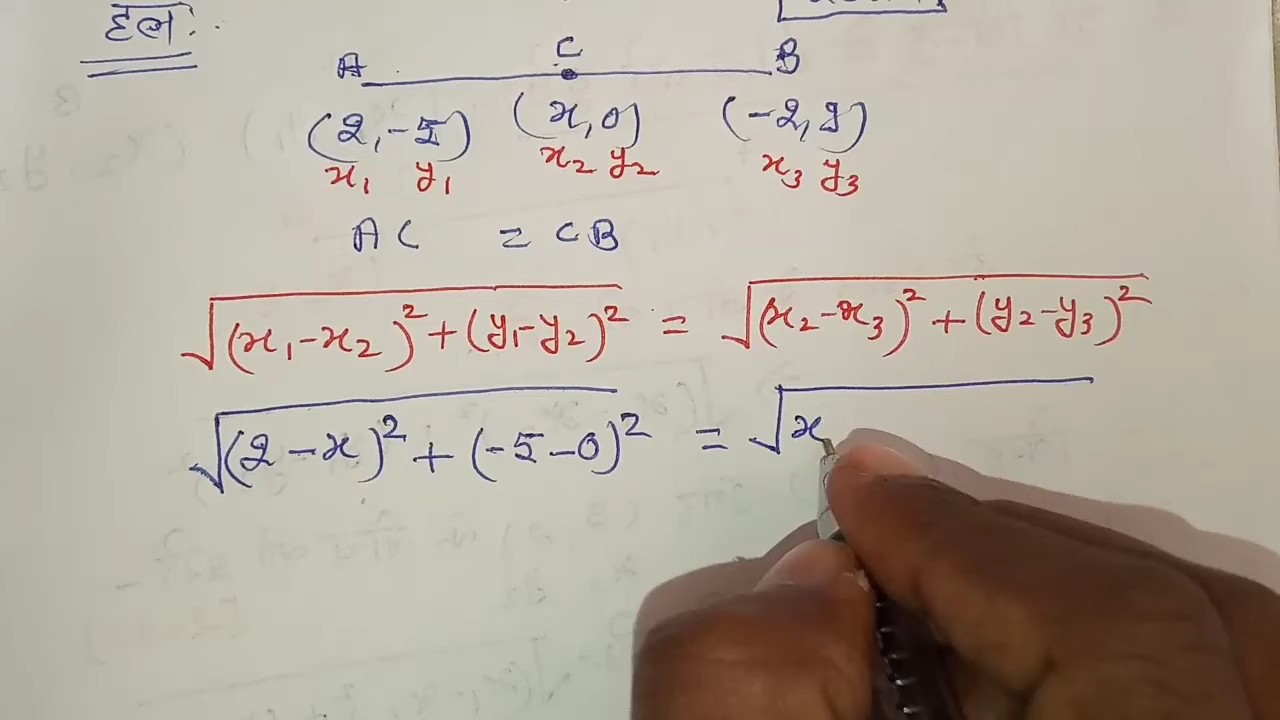 हल :
A C B
(2, -5) (x, 0) (-2, 9)
x₁ y₁ x₂ y₂ x₃ y₃
AC = CB
√(x₁-x₂)²+(y₁-y₂)² = √(x₂-x₃)²+(y₂-y₃)²
√(2-x)²+(-5-0)² = √x